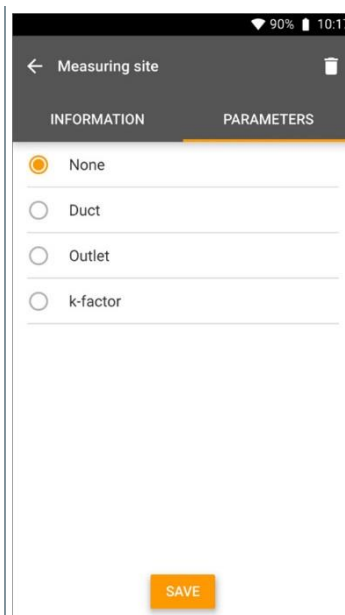 90% 10:17
Measuring site
INFORMATION PARAMETERS
None
Duct
Outlet
k-factor
SAVE